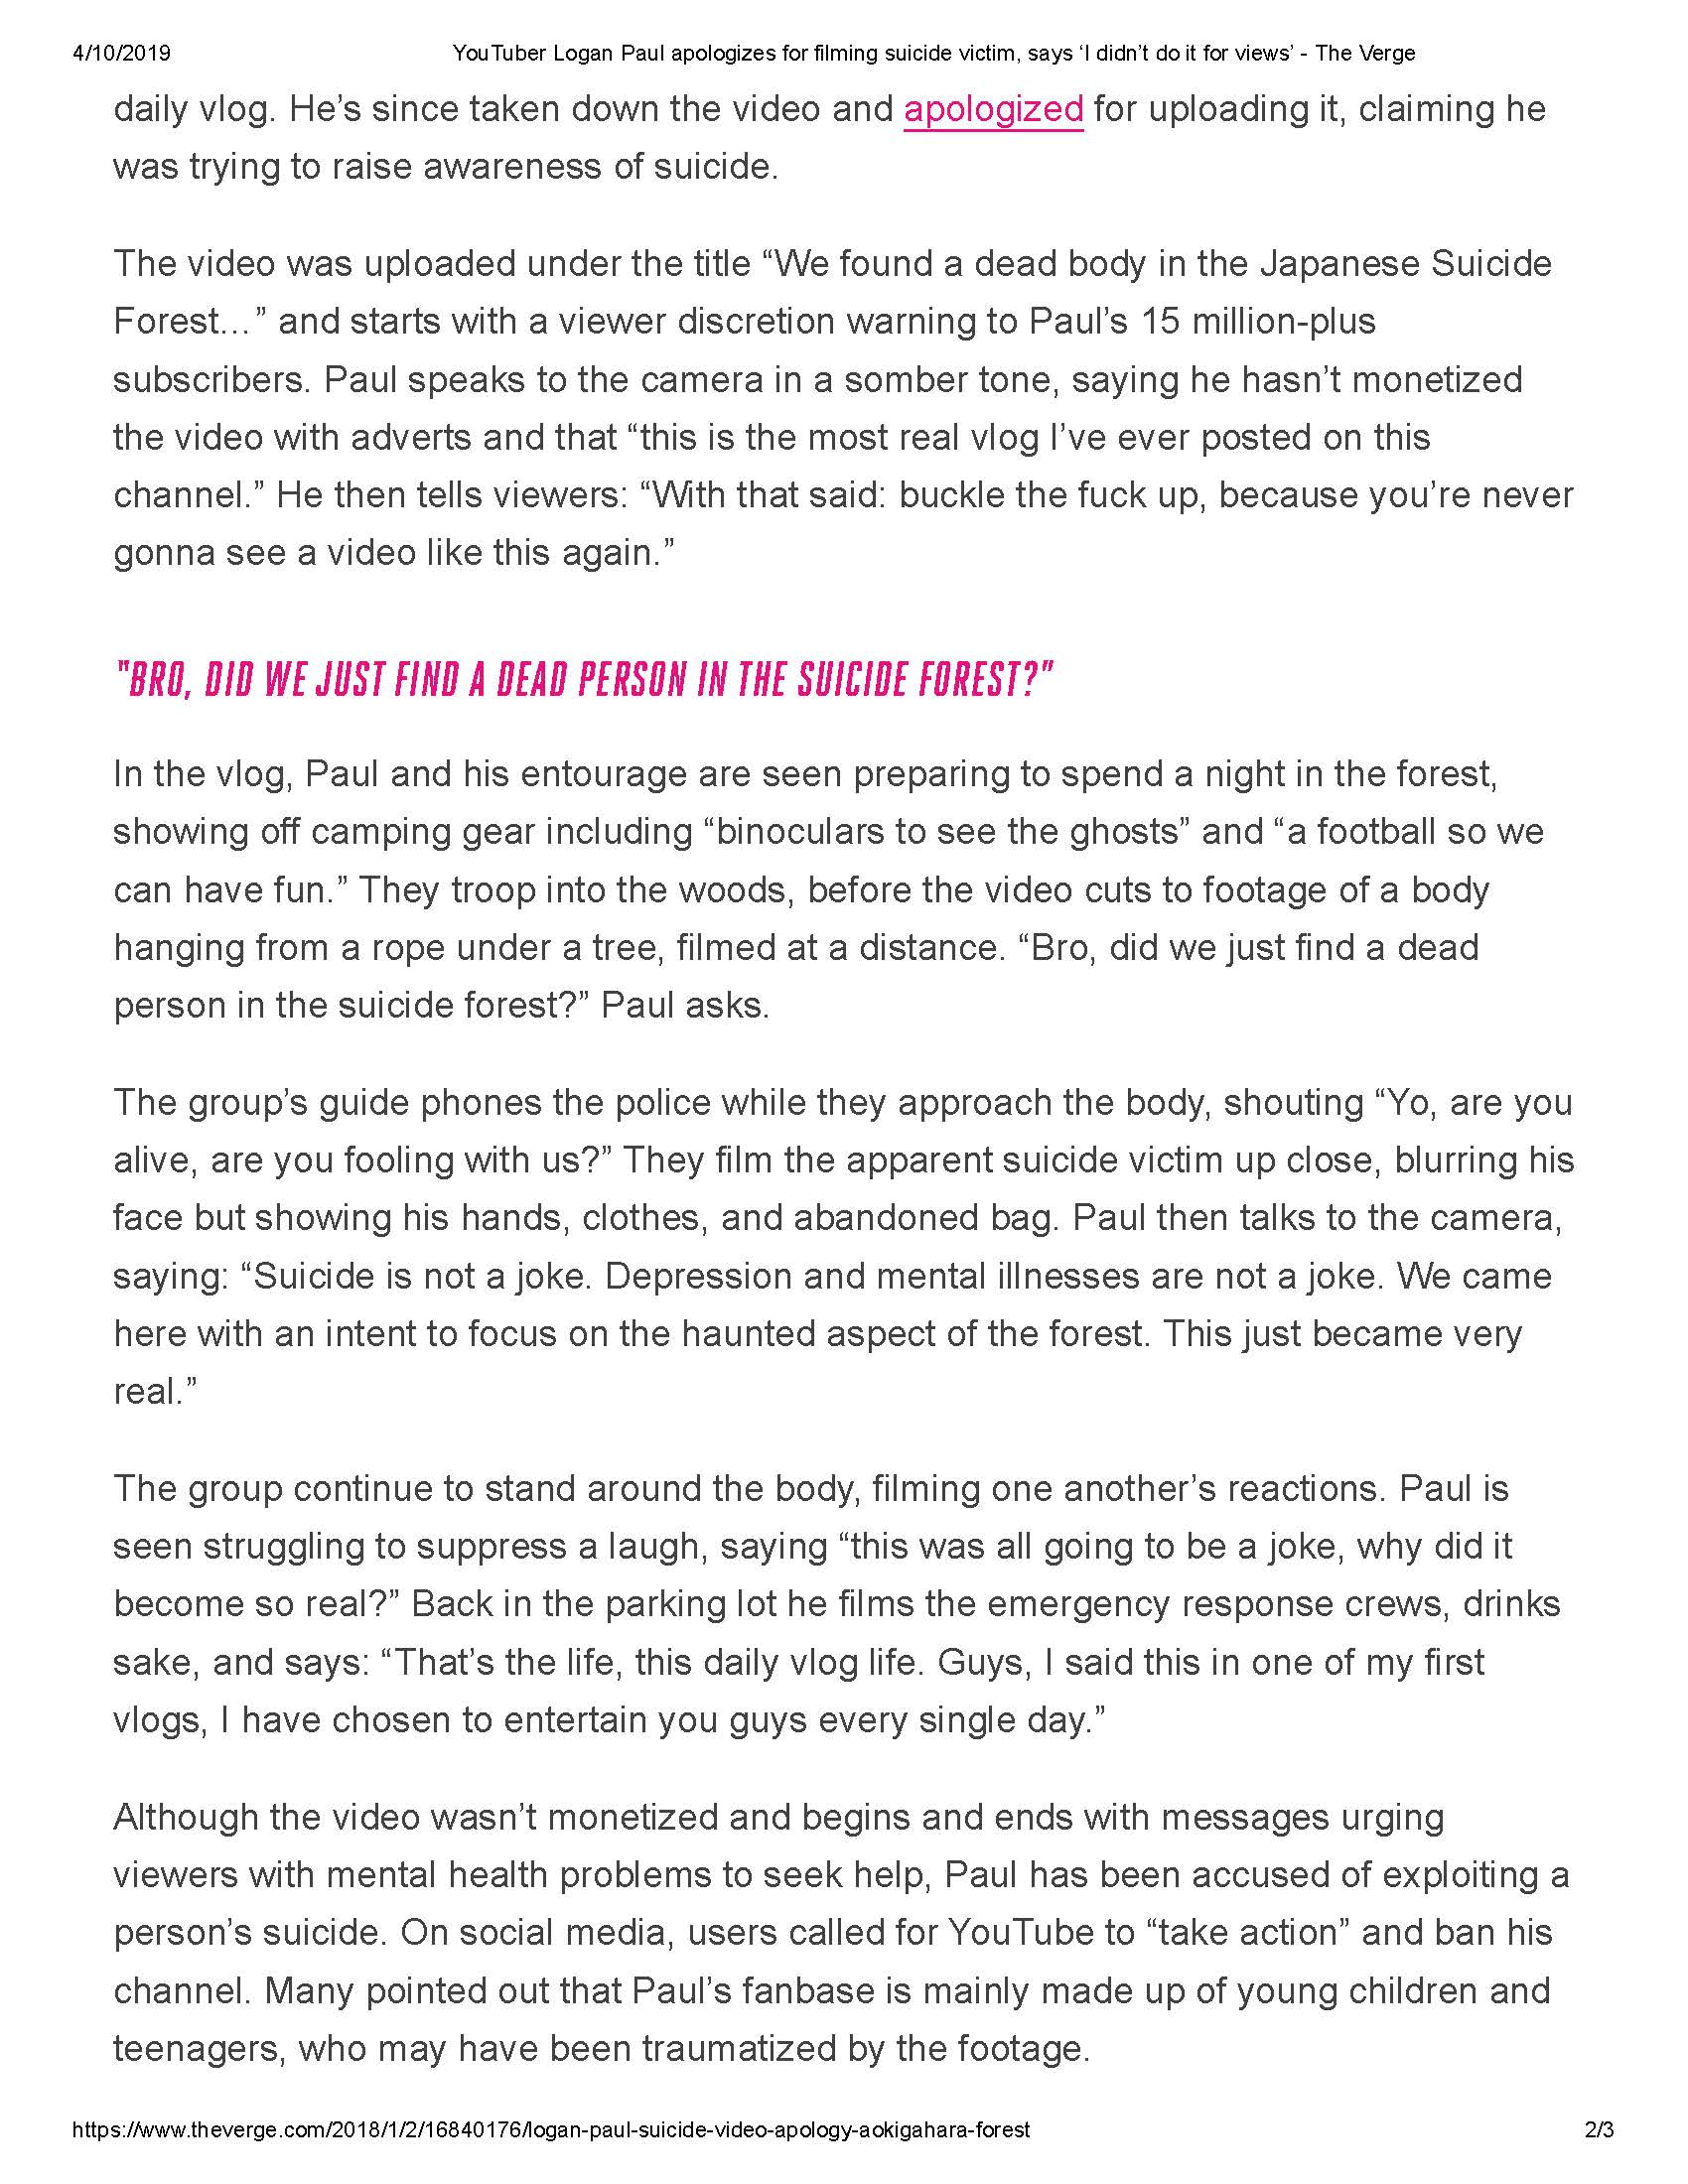 4/10/2019 YouTuber Logan Paul apologizes for filming suicide victim, says ‘I didn’t do it for views’ - The Verge
daily vlog. He’s since taken down the video and apologized for uploading it, claiming he
was trying to raise awareness of suicide.
The video was uploaded under the title “We found a dead body in the Japanese Suicide
Forest…” and starts with a viewer discretion warning to Paul’s 15 million-plus
subscribers. Paul speaks to the camera in a somber tone, saying he hasn’t monetized
the video with adverts and that “this is the most real vlog I’ve ever posted on this
channel.” He then tells viewers: “With that said: buckle the fuck up, because you’re never
gonna see a video like this again.”
"BRO, DID WE JUST FIND A DEAD PERSON IN THE SUICIDE FOREST?"
In the vlog, Paul and his entourage are seen preparing to spend a night in the forest,
showing off camping gear including “binoculars to see the ghosts” and “a football so we
can have fun.” They troop into the woods, before the video cuts to footage of a body
hanging from a rope under a tree, filmed at a distance. “Bro, did we just find a dead
person in the suicide forest?” Paul asks.
The group’s guide phones the police while they approach the body, shouting “Yo, are you
alive, are you fooling with us?” They film the apparent suicide victim up close, blurring his
face but showing his hands, clothes, and abandoned bag. Paul then talks to the camera,
saying: “Suicide is not a joke. Depression and mental illnesses are not a joke. We came
here with an intent to focus on the haunted aspect of the forest. This just became very
real.”
The group continue to stand around the body, filming one another’s reactions. Paul is
seen struggling to suppress a laugh, saying “this was all going to be a joke, why did it
become so real?” Back in the parking lot he films the emergency response crews, drinks
sake, and says: “That’s the life, this daily vlog life. Guys, I said this in one of my first
vlogs, I have chosen to entertain you guys every single day.”
Although the video wasn’t monetized and begins and ends with messages urging
viewers with mental health problems to seek help, Paul has been accused of exploiting a
person’s suicide. On social media, users called for YouTube to “take action” and ban his
channel. Many pointed out that Paul’s fanbase is mainly made up of young children and
teenagers, who may have been traumatized by the footage.
https://www.theverge.com/2018/1/2/16840176/logan-paul-suicide-video-apology-aokigahara-forest 2/3